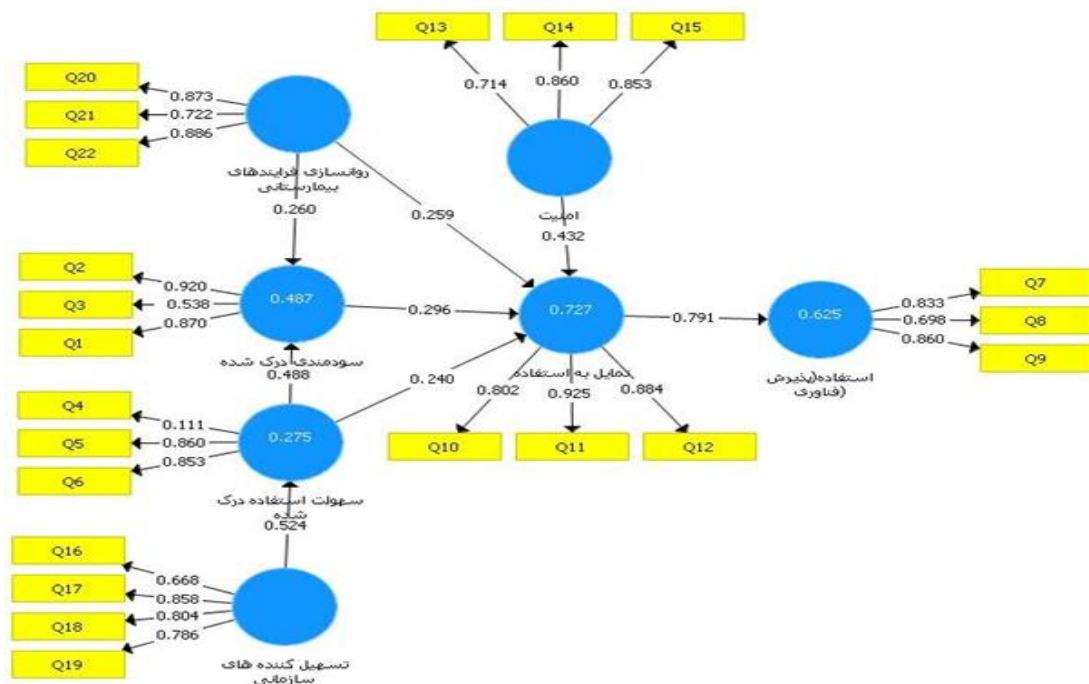 Q13
Q14
Q15
0.714
0.860
0.853
Q20
Q21
Q22
0.873
0.722
0.886
روانسازی فرایندهای
بیمارستانی
امنیت
0.260
0.259
0.432
Q2
Q3
Q1
0.920
0.538
0.870
0.487
سودمندی درک شده
0.296
0.727
تمایل به استفاده
0.791
0.625
استفاده(پذیرش
فناوری)
0.833
0.698
0.860
Q7
Q8
Q9
0.488
0.240
0.802
0.925
0.884
Q10
Q11
Q12
Q4
Q5
Q6
0.111
0.860
0.853
0.275
سهولت استفاده درک
شده
0.524
Q16
Q17
Q18
Q19
0.668
0.858
0.804
0.786
تسهیل کننده های
سازمانی